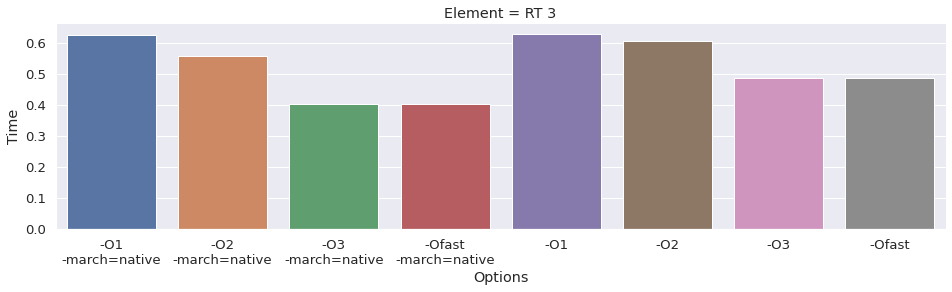 Element = RT 3
Time
0.6
0.5
0.4
0.3
0.2
0.1
0.0
-O1
-march=native
-O2
-march=native
-O3
-march=native
-Ofast
-march=native
-O1
-O2
-O3
-Ofast
Options